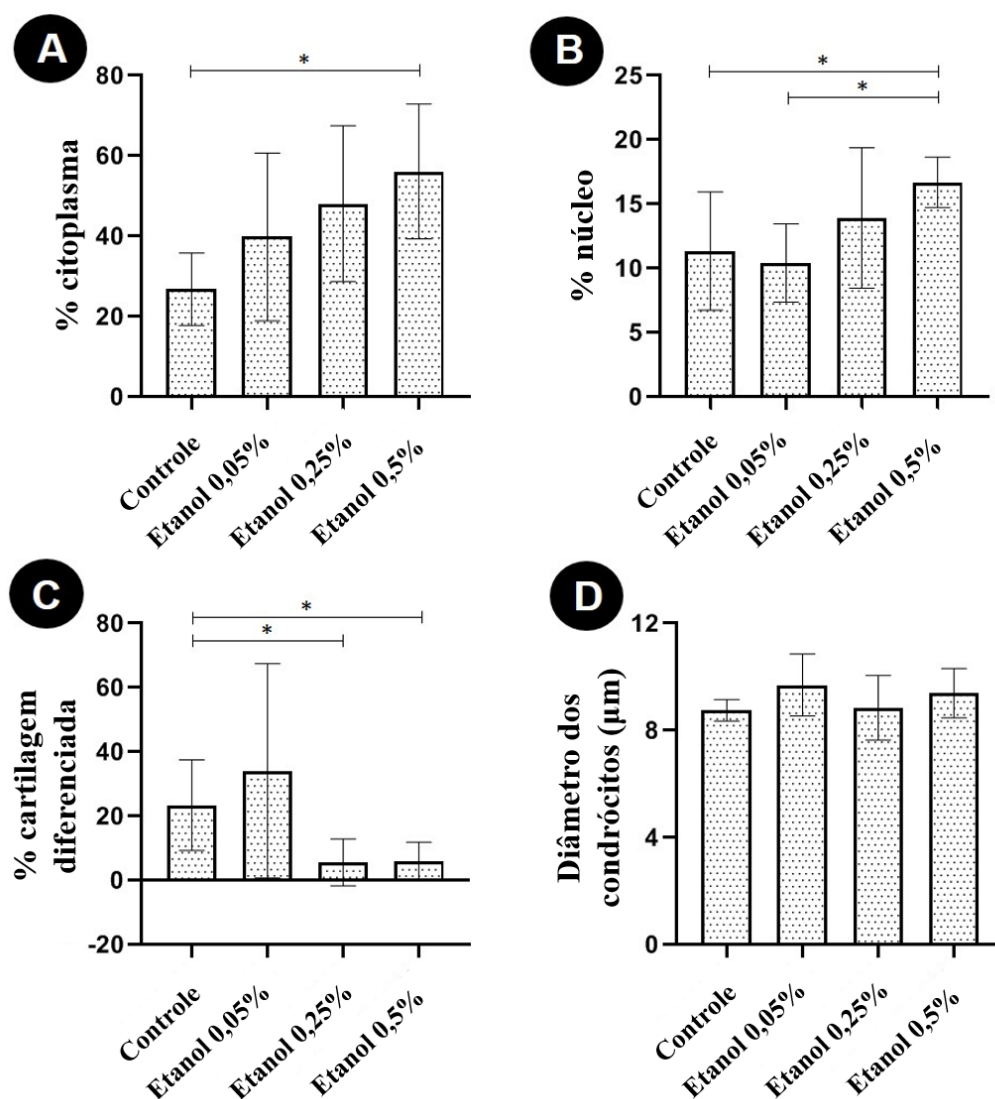 A
*
80
60
40
20
0
% citoplasma
Controle
Etanol 0,05%
Etanol 0,25%
Etanol 0,5%
B
*
*
25
20
15
10
5
0
% núcleo
Controle
Etanol 0,05%
Etanol 0,25%
Etanol 0,5%
C
*
*
80
60
40
20
0
-20
% cartilagem
diferenciada
Controle
Etanol 0,05%
Etanol 0,25%
Etanol 0,5%
D
12
8
4
0
Diâmetro dos
condrócitos (µm)
Controle
Etanol 0,05%
Etanol 0,25%
Etanol 0,5%